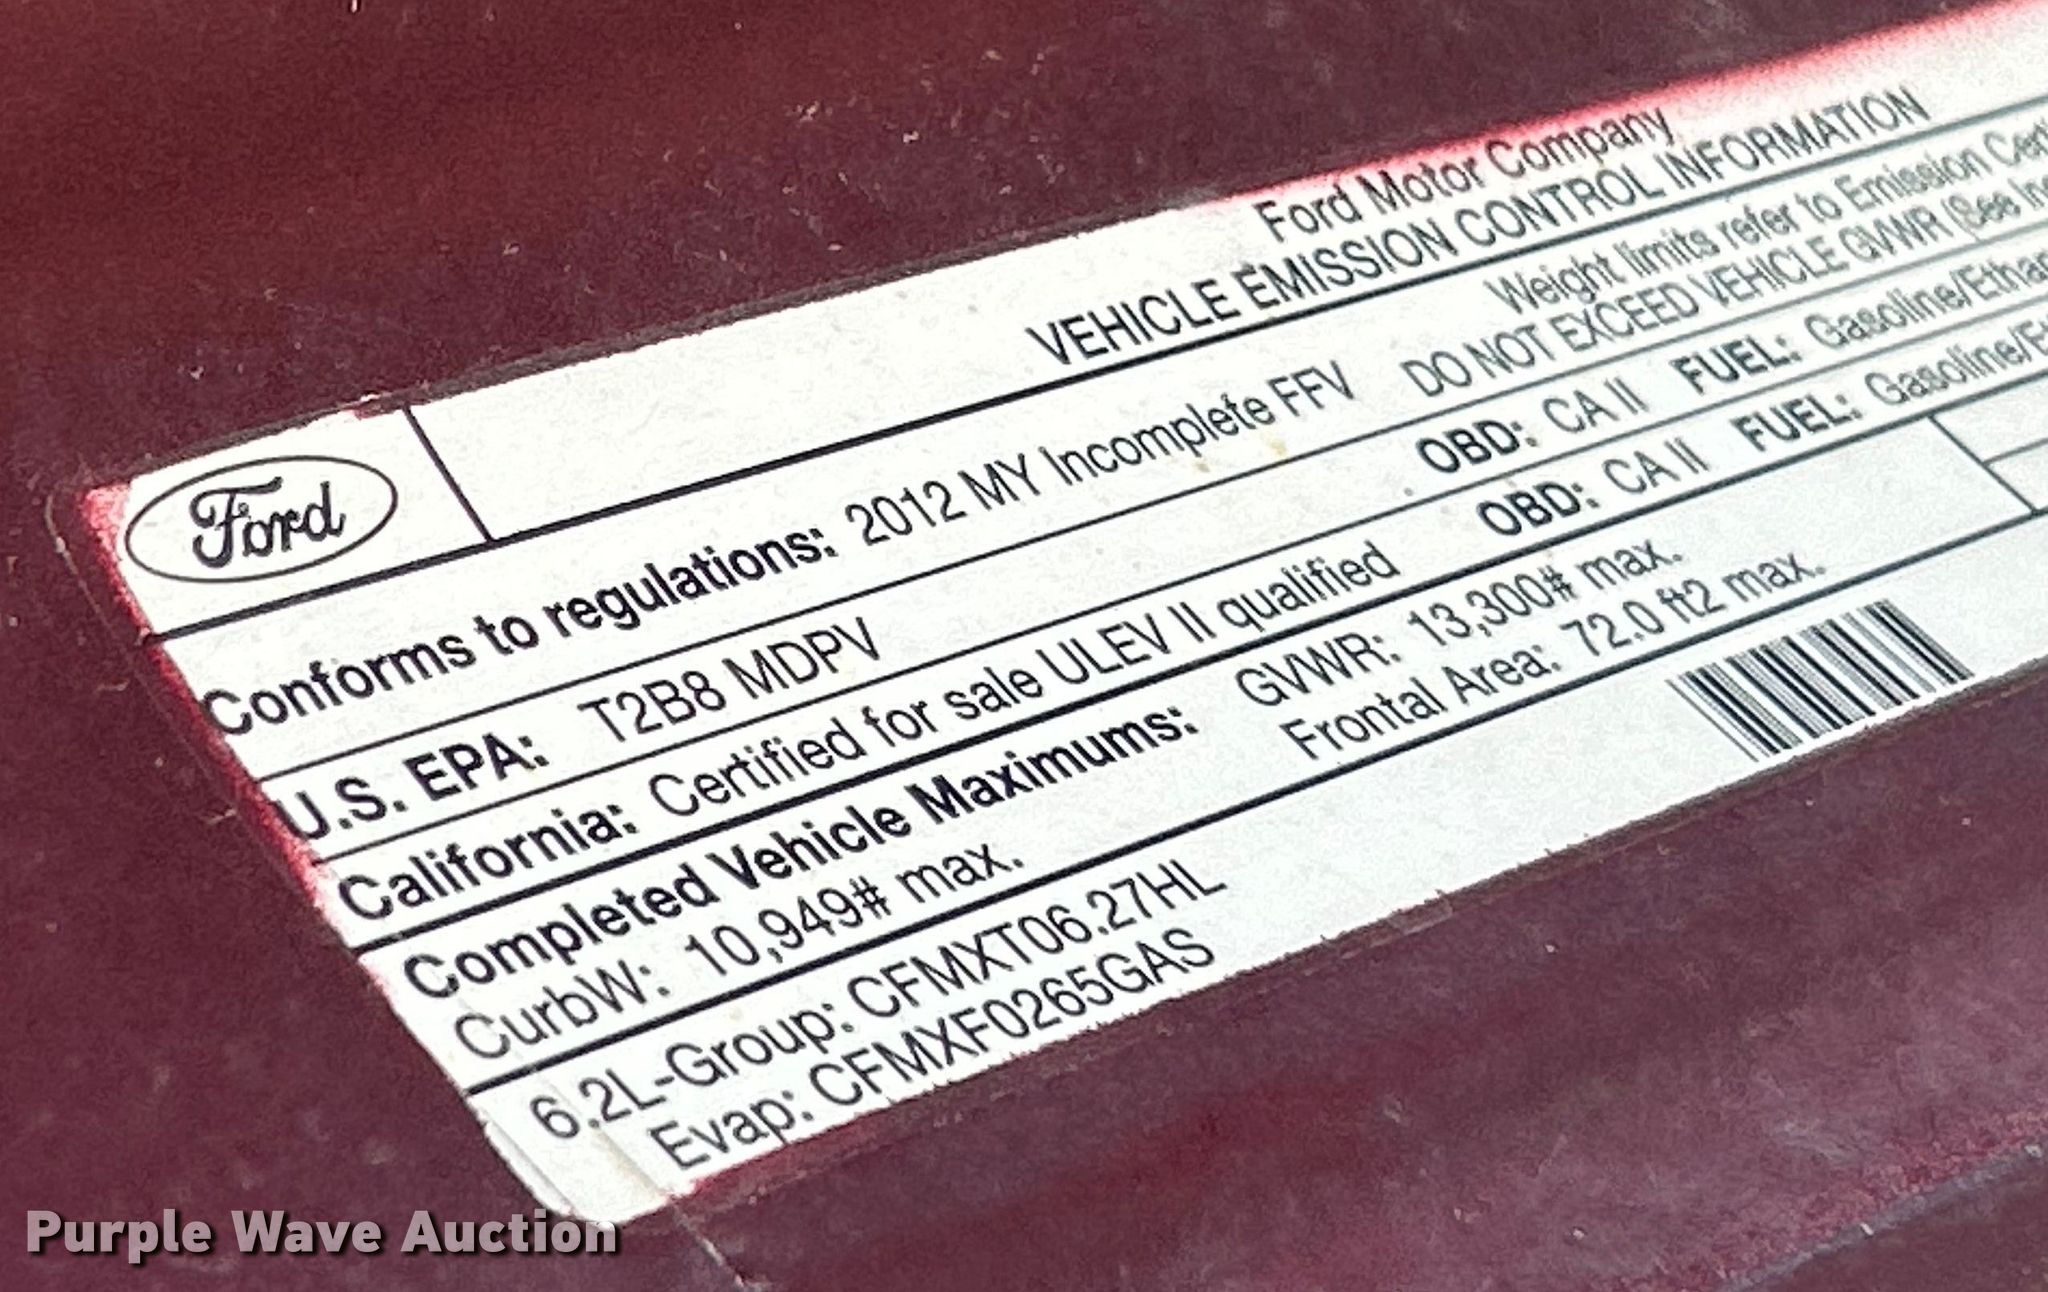 Ford
Ford Motor Company
VEHICLE EMISSION CONTROL INFORMATION
Conforms to regulations: 2012 MY Incomplete FFV
Weight limits refer to Emission
DO NOT EXCEED VEHICLE GVWR (See
U.S. EPA: T2B8 MDPV OBD: CA II FUEL: Gasoline/Ethan
California: Certified for sale ULEV II qualified OBD: CA II FUEL: Gasoline/Et
Completed Vehicle Maximums: GVWR: 13,300# max.
CurbW: 10,949# max. Frontal Area: 72.0 ft2 max.
6.2L-Group: CFMXT06.27HL
Evap: CFMXF0265GAS
Purple Wave Auction